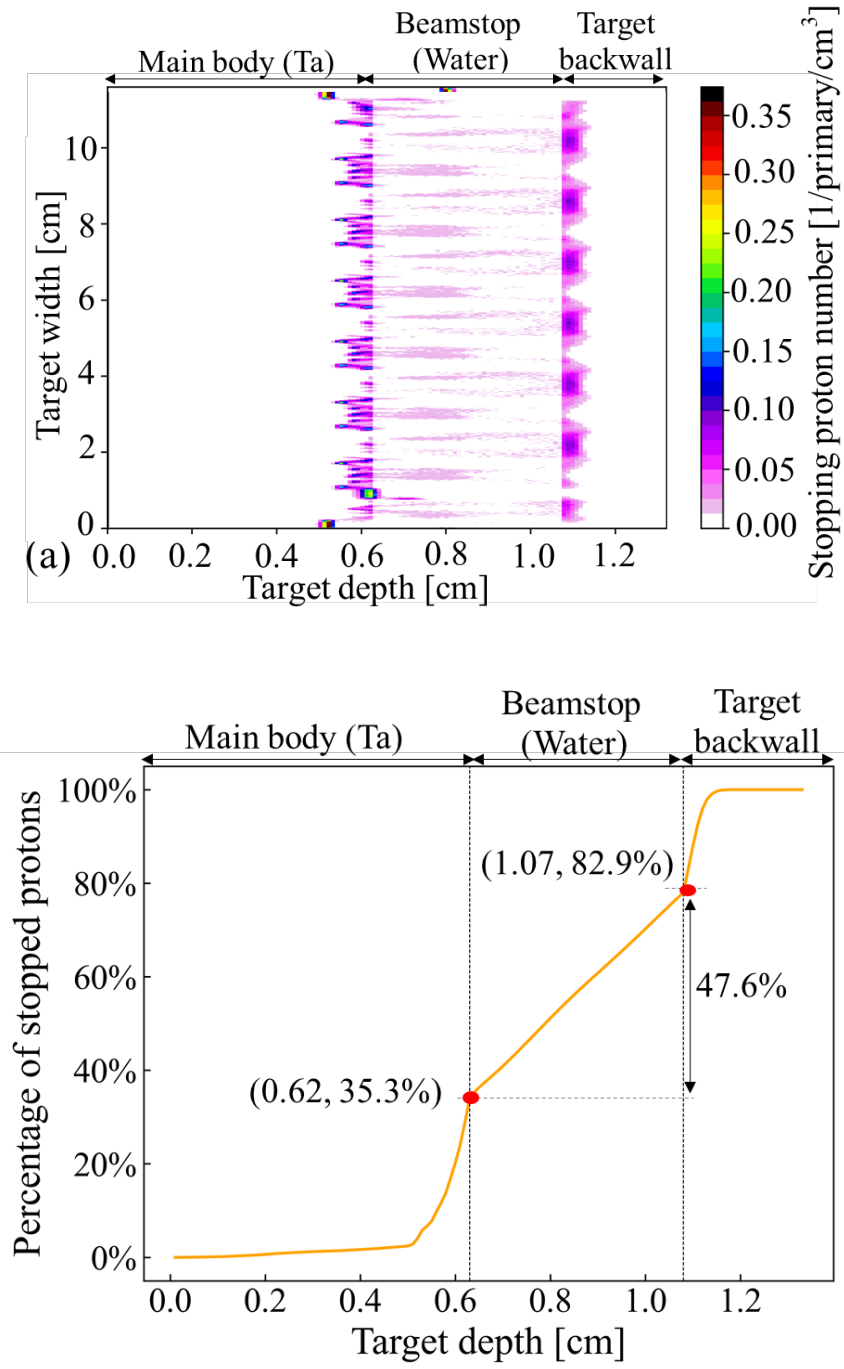 Beamstop
(Water)
Target
backwall
Main body (Ta)
Target width [cm]
10
8
6
4
2
0
0.0 0.2 0.4 0.6 0.8 1.0 1.2
(a)
Target depth [cm]
0.35
0.30
0.25
0.20
0.15
0.10
0.05
0.00
Stopping proton number [1/primary/cm³]
Beamstop
(Water)
Target
backwall
Main body (Ta)
Percentage of stopped protons
100%
80%
60%
40%
20%
0%
(1.07, 82.9%)
47.6%
(0.62, 35.3%)
0.0 0.2 0.4 0.6 0.8 1.0 1.2
Target depth [cm]